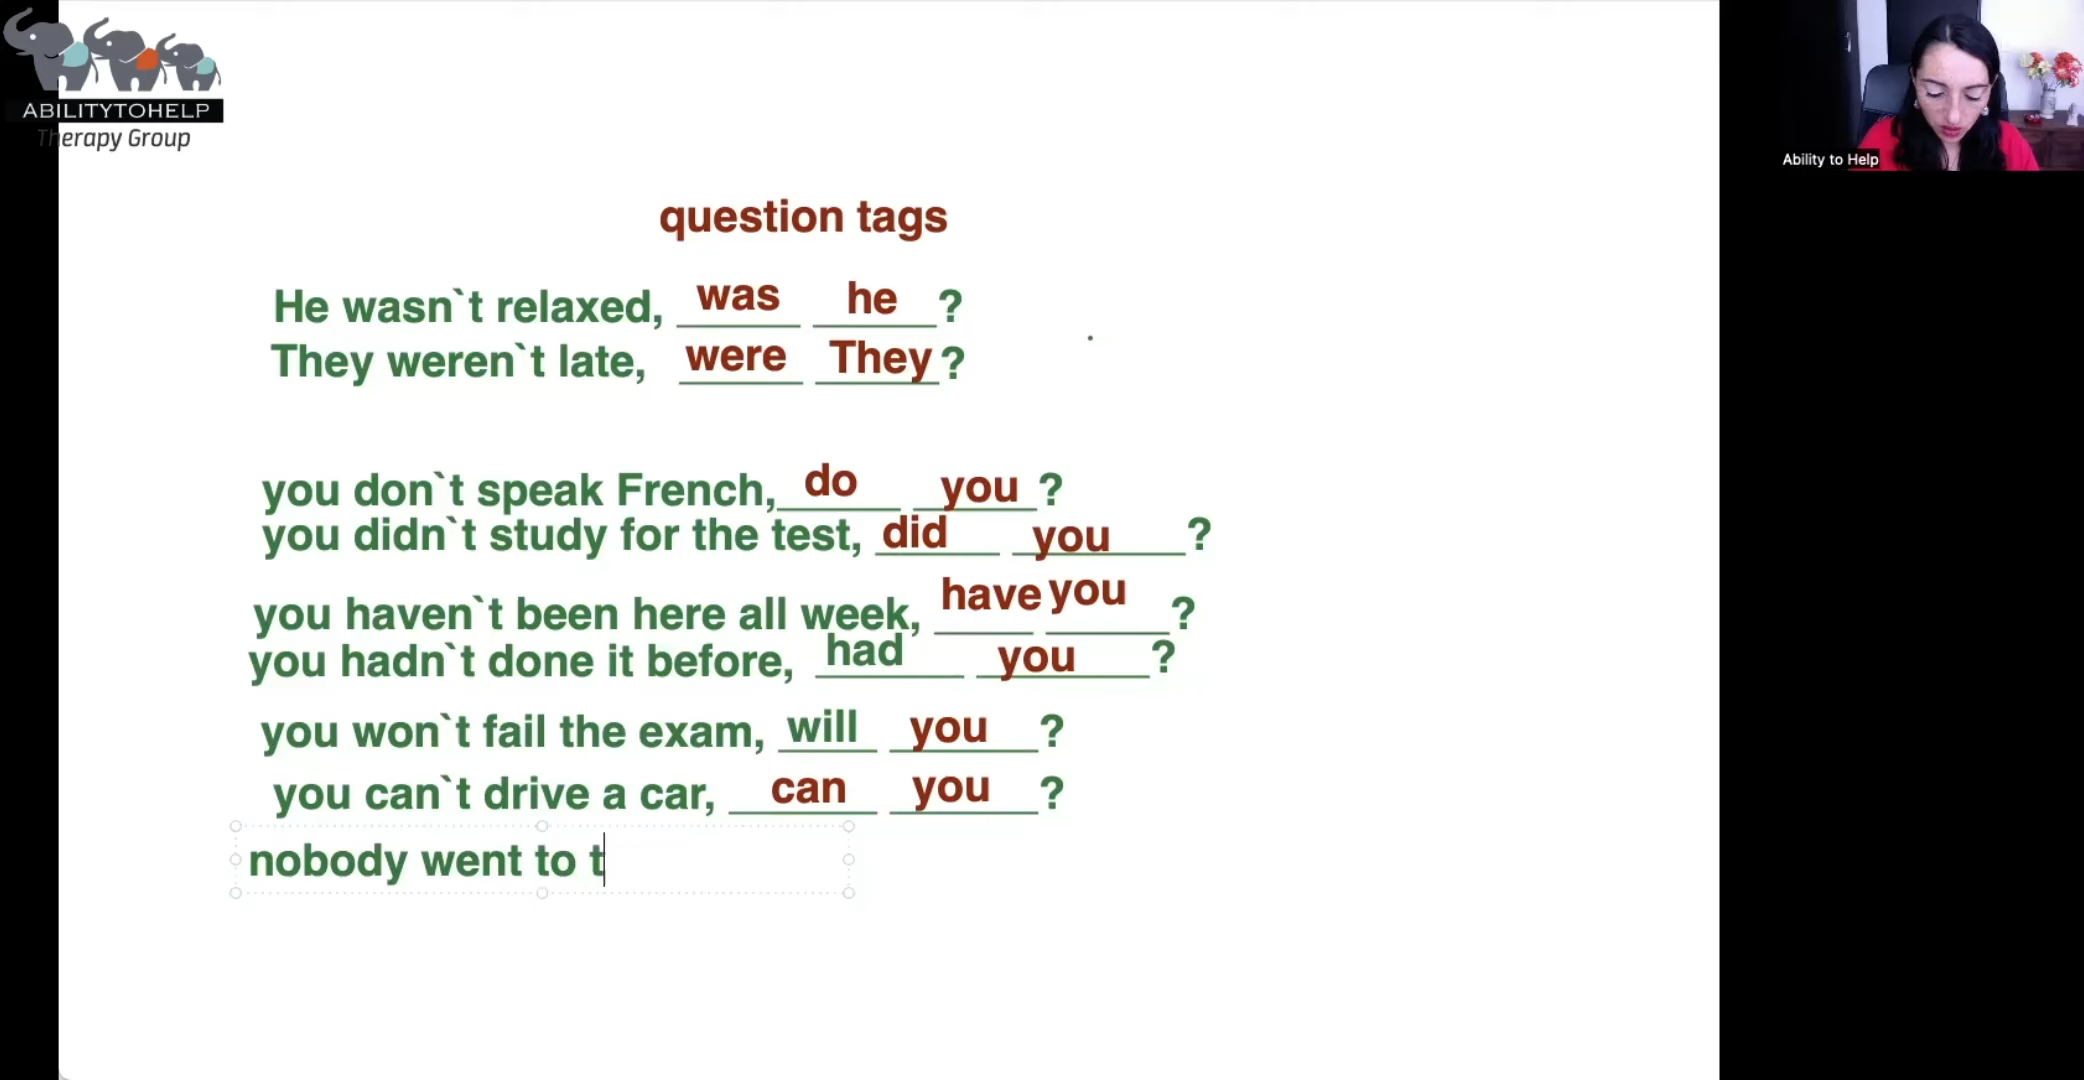 ABILITYTOHELP
Therapy Group
Ability to Help
question tags
He wasn`t relaxed, was he ?
They weren`t late, were They ?
you don`t speak French, do you ?
you didn`t study for the test, did you ?
you haven`t been here all week, have you ?
you hadn`t done it before, had you ?
you won`t fail the exam, will you ?
you can`t drive a car, can you ?
nobody went to t